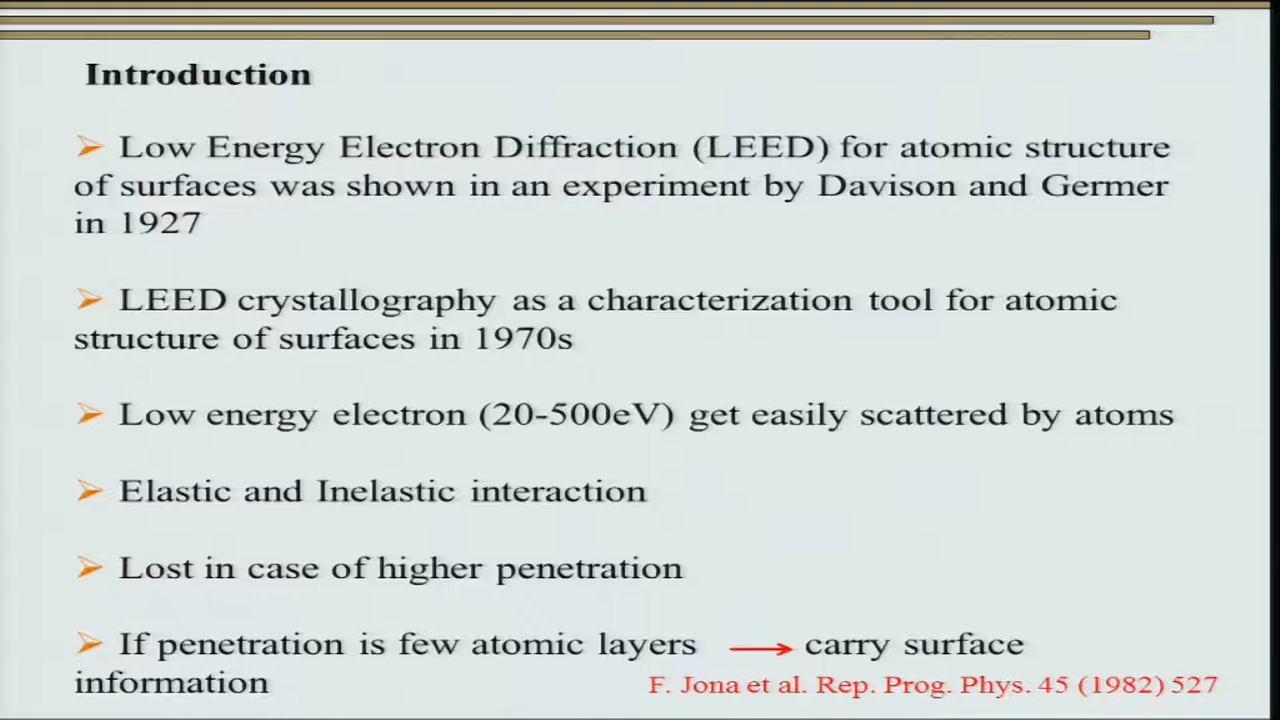 Introduction
➢ Low Energy Electron Diffraction (LEED) for atomic structure
of surfaces was shown in an experiment by Davison and Germer
in 1927
➢ LEED crystallography as a characterization tool for atomic
structure of surfaces in 1970s
➢ Low energy electron (20-500eV) get easily scattered by atoms
➢ Elastic and Inelastic interaction
➢ Lost in case of higher penetration
➢ If penetration is few atomic layers → carry surface
information
F. Jona et al. Rep. Prog. Phys. 45 (1982) 527